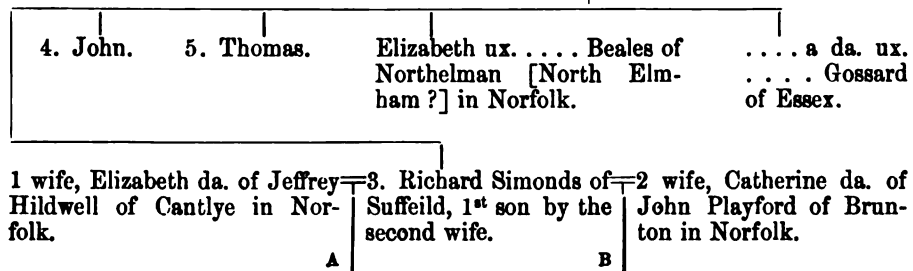 4. John.
5. Thomas.
Elizabeth ux. . . . . Beales of
Northelman [North Elm-
ham ?] in Norfolk.
. . . . a da. ux.
. . . . Gossard
of Essex.
1 wife, Elizabeth da. of Jeffrey
Hildwell of Cantlye in Nor-
folk.
3. Richard Simonds of
Suffeild, 1st son by the
second wife.
2 wife, Catherine da. of
John Playford of Brun-
ton in Norfolk.
A
B